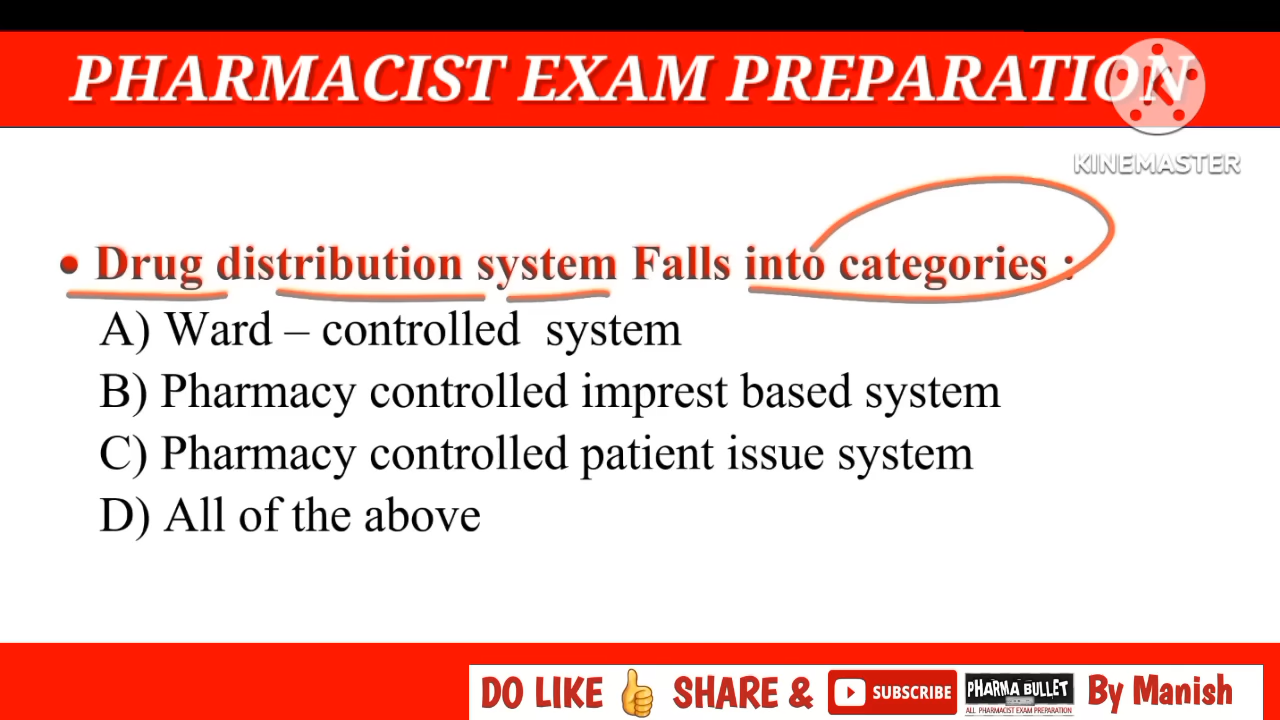 PHARMACIST EXAM PREPARATION
KINEMASTER
• Drug distribution system Falls into categories :
A) Ward – controlled system
B) Pharmacy controlled imprest based system
C) Pharmacy controlled patient issue system
D) All of the above
DO LIKE 👍 SHARE & SUBSCRIBE PHARMA BULLET By Manish
ALL PHARMACIST EXAM PREPARATION